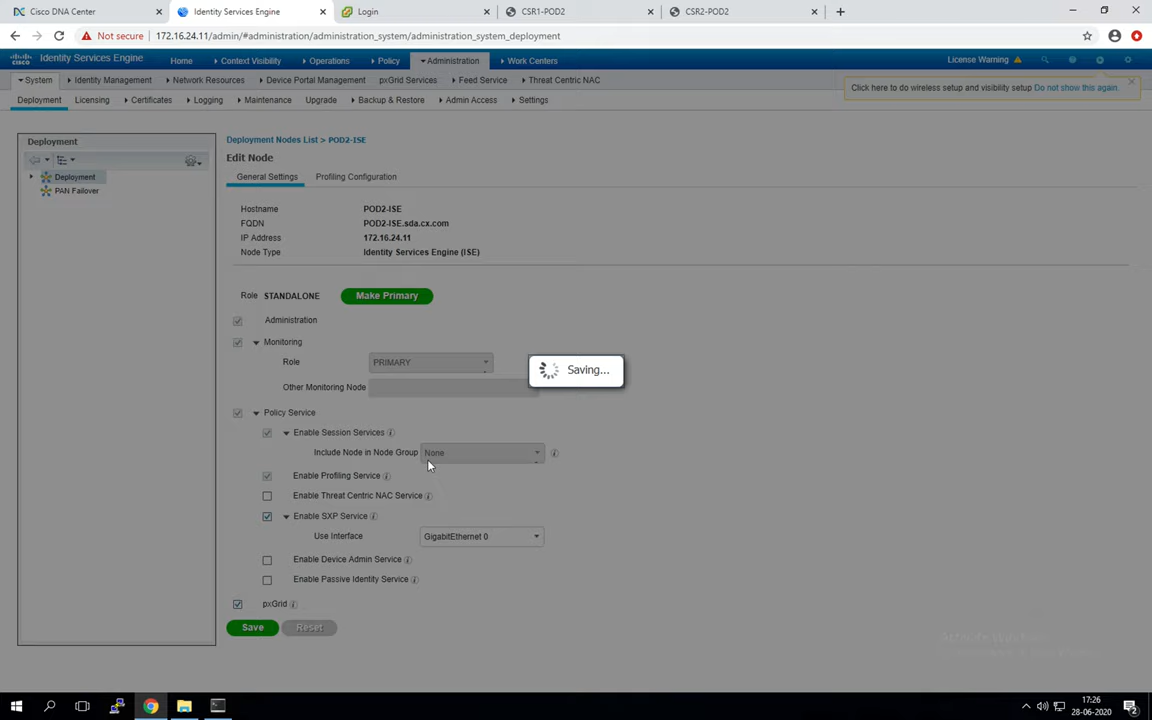 Cisco DNA Center
Identity Services Engine
Login
CSR1-POD2
CSR2-POD2
Not secure
172.16.24.11/admin/#administration/administration_system/administration_system_deployment
cisco
Identity Services Engine
Home
Context Visibility
Operations
Policy
Administration
Work Centers
License Warning
System
Identity Management
Network Resources
Device Portal Management
pxGrid Services
Feed Service
Threat Centric NAC
Click here to do wireless setup and visibility setup Do not show this again.
Deployment
Licensing
Certificates
Logging
Maintenance
Upgrade
Backup & Restore
Admin Access
Settings
Deployment
Deployment
PAN Failover
Deployment Nodes List > POD2-ISE
Edit Node
General Settings
Profiling Configuration
Hostname POD2-ISE
FQDN POD2-ISE.sda.cx.com
IP Address 172.16.24.11
Node Type Identity Services Engine (ISE)
Role STANDALONE Make Primary
Administration
Monitoring
Role PRIMARY
Saving...
Other Monitoring Node
Policy Service
Enable Session Services
Include Node in Node Group None
Enable Profiling Service
Enable Threat Centric NAC Service
Enable SXP Service
Use Interface GigabitEthernet 0
Enable Device Admin Service
Enable Passive Identity Service
pxGrid
Save Reset
17:26
28-06-2020
2